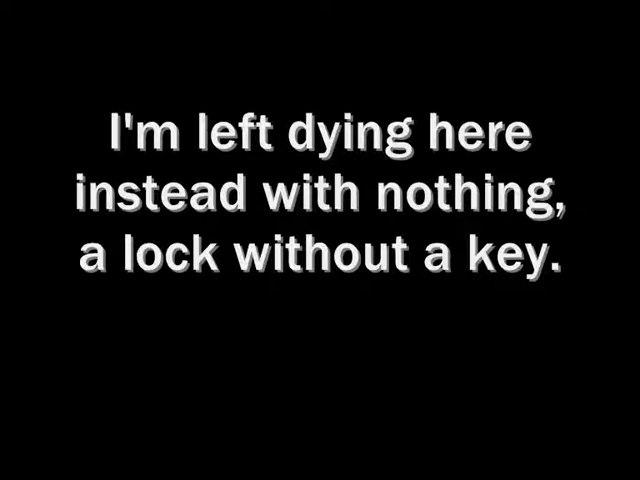 I'm left dying here
instead with nothing,
a lock without a key.